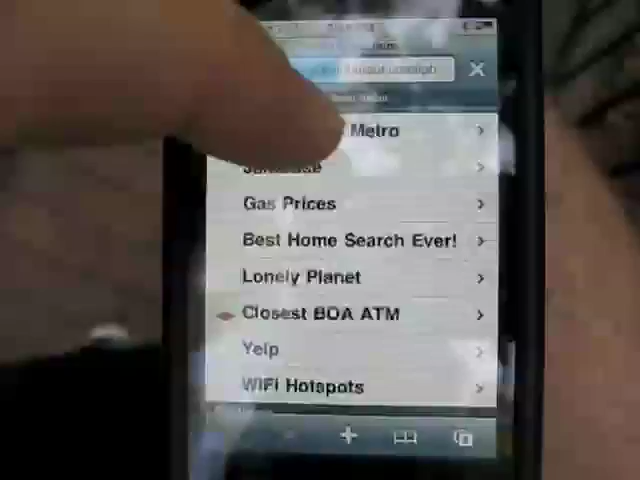 Metro
Gas Prices
Best Home Search Ever!
Lonely Planet
Closest BOA ATM
Yelp
WiFi Hotspots